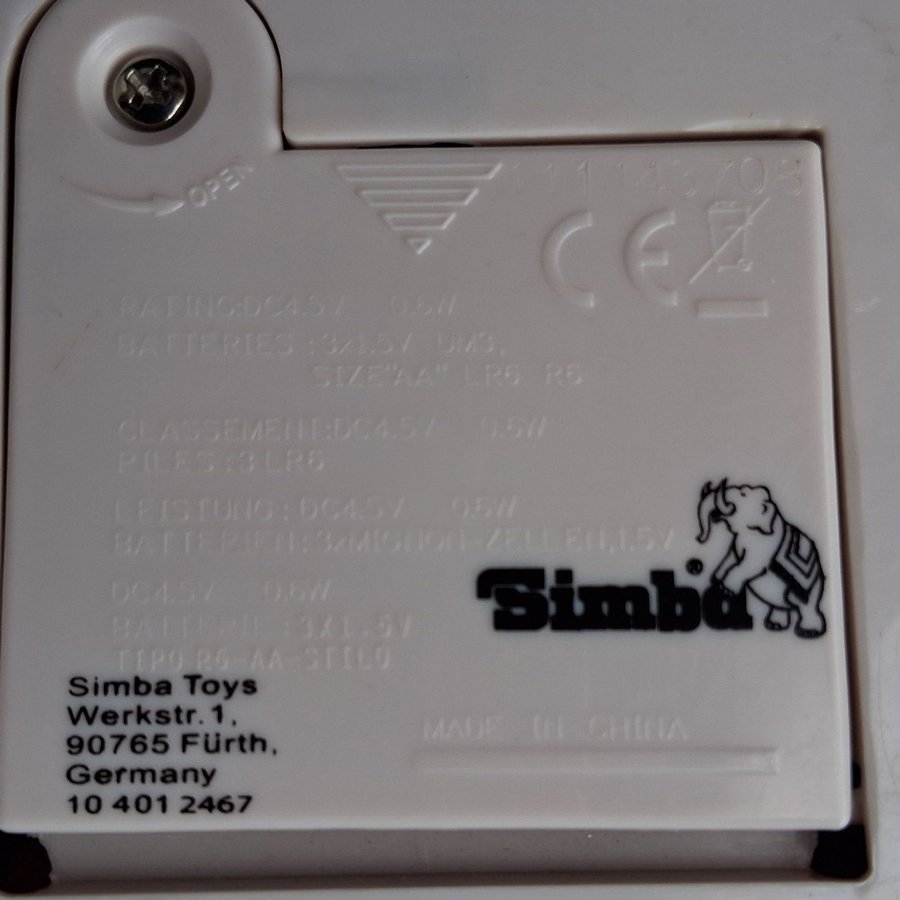 OPEN
CE
RATING:DC4.5V 0.6W
BATTERIES :3x1.5V UM3,
SIZE"AA" LR6 R6
CLASSEMENT:DC4.5V 0.6W
PILES :3 LR6
LEISTUNG: DC4.5V 0.6W
BATTERIEN: 3xMIGNON-ZELLEN,1.5V
DC4.5V 0.6W
BATTERIE :3X1.5V
TIPO R6-AA-STILO
Simba®
Simba Toys
Werkstr. 1,
90765 Fürth,
Germany
10 401 2467
MADE IN CHINA